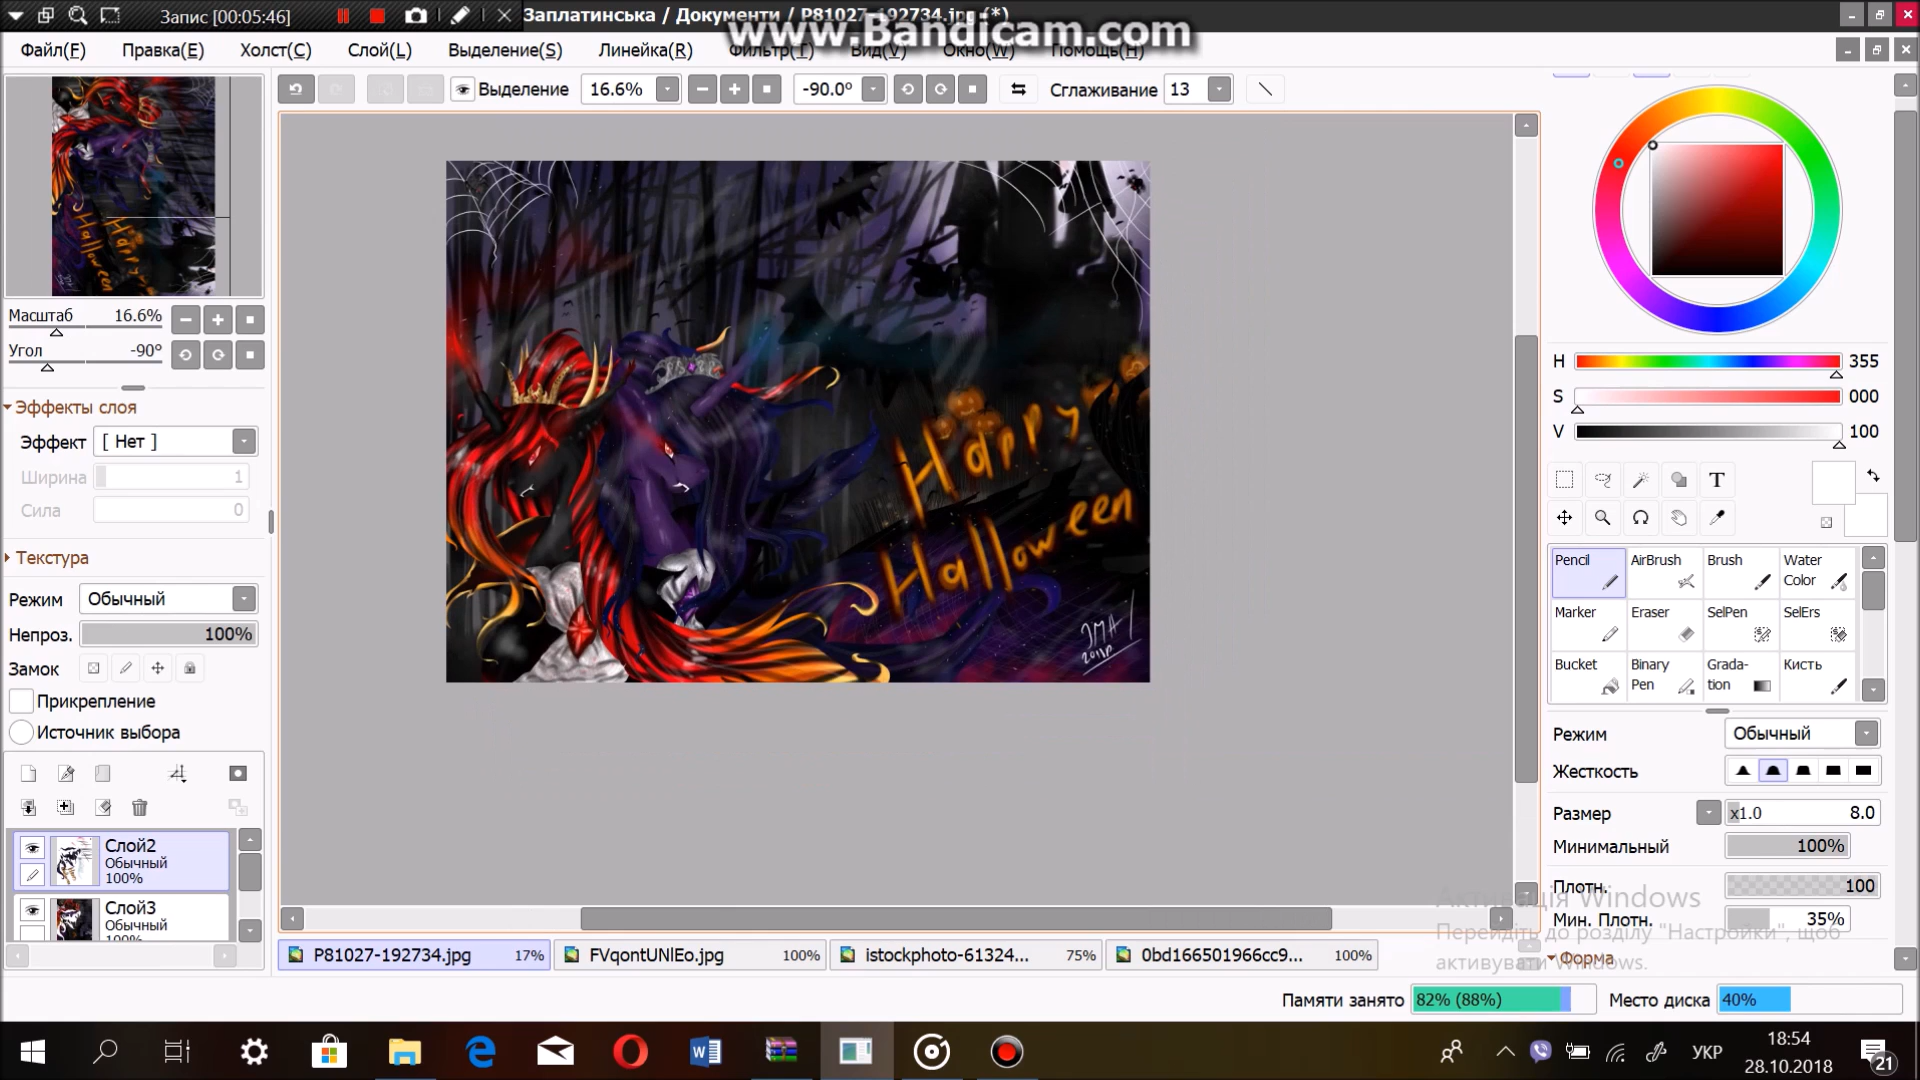 Запис [00:05:46]
Заплатинська / Документи / P81027-192734.jpg (*)
www.Bandicam.com
Файл(F) Правка(E) Холст(C) Слой(L) Выделение(S) Линейка(R) Фильтр(T) Вид(V) Окно(W) Помощь(H)
Выделение 16.6% -90.0° Сглаживание 13
Масштаб 16.6%
Угол -90°
Эффекты слоя
Эффект [ Нет ]
Ширина 1
Сила 0
Текстура
Режим Обычный
Непроз. 100%
Замок
Прикрепление
Источник выбора
Слой2
Обычный
100%
Слой3
Обычный
100%
Happy
Halloween
H 355
S 000
V 100
T
Pencil AirBrush Brush Water Color
Marker Eraser SelPen SelErs
Bucket Binary Pen Grada-tion Кисть
Режим Обычный
Жесткость
Размер x1.0 8.0
Минимальный 100%
Плотн. 100
Мин. Плотн. 35%
Форма
Активація Windows
Перейдіть до розділу "Настройки", щоб
активувати Windows.
P81027-192734.jpg 17% FVqontUNlEo.jpg 100% istockphoto-61324... 75% 0bd166501966cc9... 100%
Памяти занято 82% (88%) Место диска 40%
УКР
18:54
28.10.2018
21